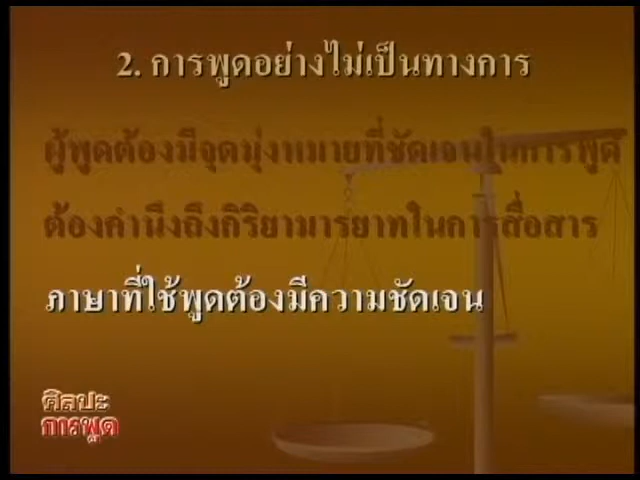 2. การพูดอย่างไม่เป็นทางการ
ผู้พูดต้องมีจุดมุ่งหมายที่ชัดเจนในการพูด
ต้องคำนึงถึงกิริยามารยาทในการสื่อสาร
ภาษาที่ใช้พูดต้องมีความชัดเจน
ศิลปะ
การพูด